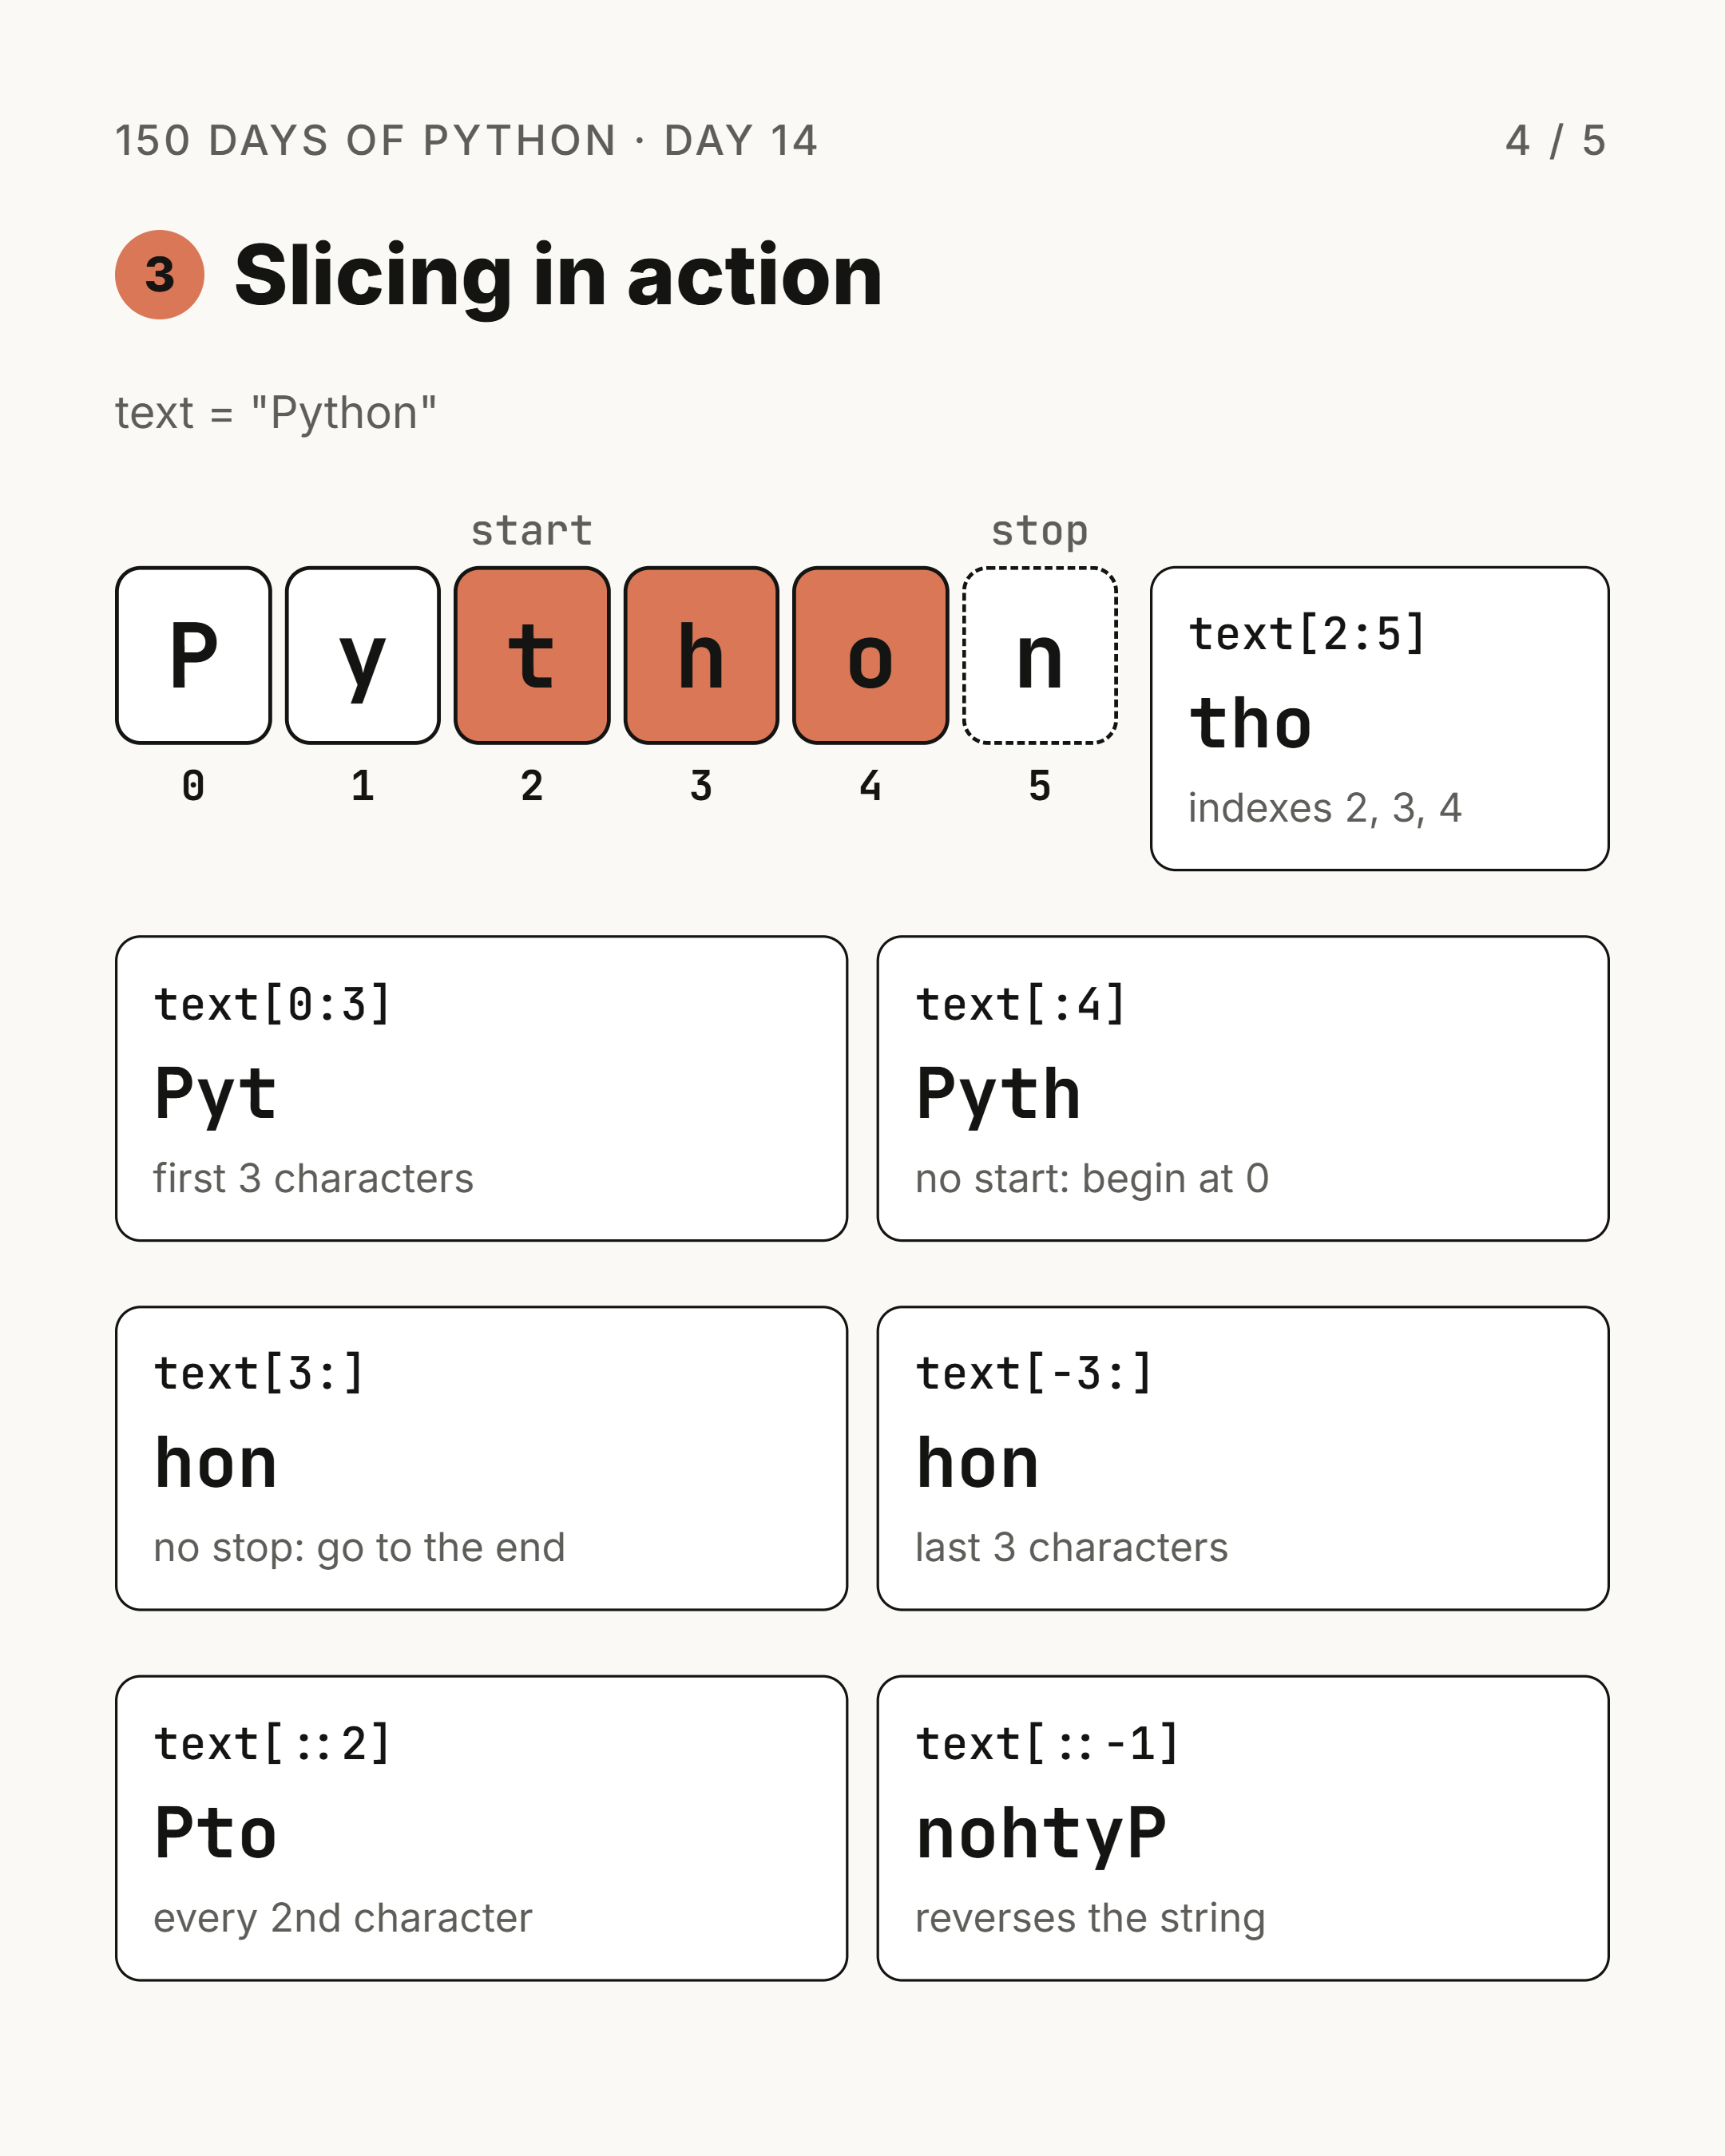 150 DAYS OF PYTHON · DAY 14
4 / 5
3 Slicing in action
text = "Python"
start stop
P y t h o n
0 1 2 3 4 5
text[2:5]
tho
indexes 2, 3, 4
text[0:3]
Pyt
first 3 characters
text[:4]
Pyth
no start: begin at 0
text[3:]
hon
no stop: go to the end
text[-3:]
hon
last 3 characters
text[::2]
Pto
every 2nd character
text[::-1]
nohtyP
reverses the string